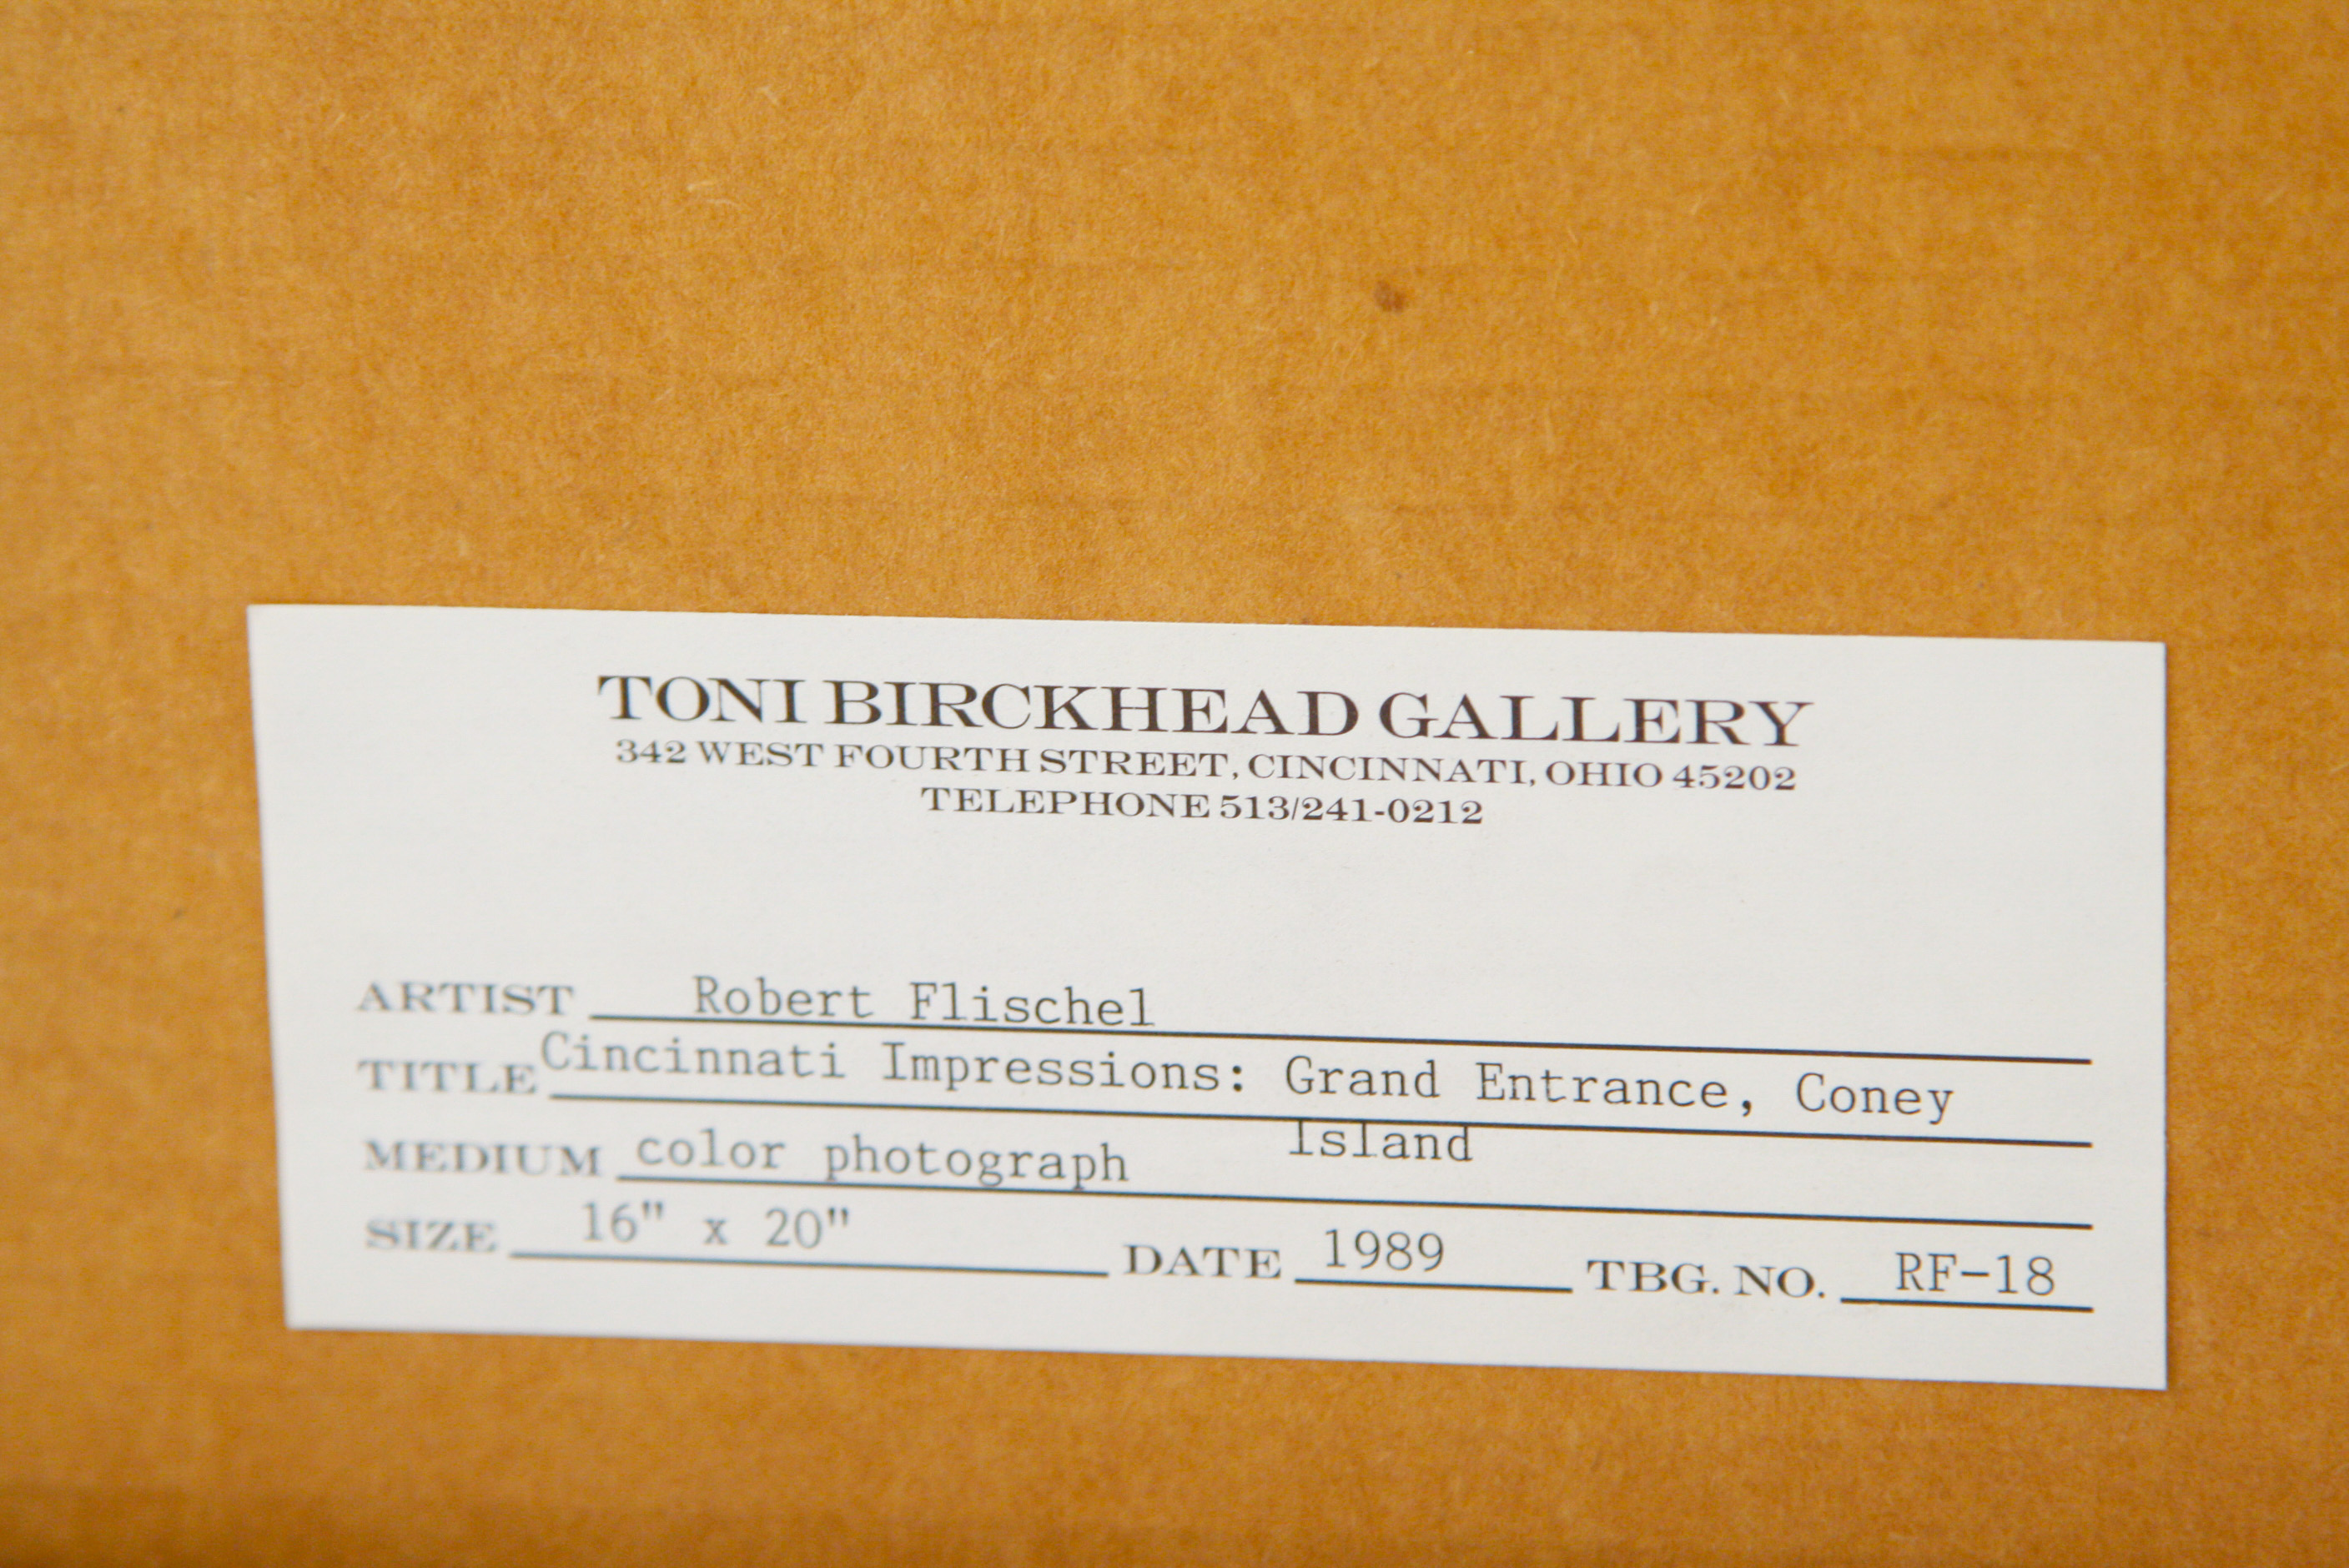 TONI BIRCKHEAD GALLERY
342 WEST FOURTH STREET, CINCINNATI, OHIO 45202
TELEPHONE 513/241-0212
ARTIST Robert Flischel
TITLE Cincinnati Impressions: Grand Entrance, Coney
Island
MEDIUM color photograph
SIZE 16" x 20" DATE 1989 TBG. NO. RF-18